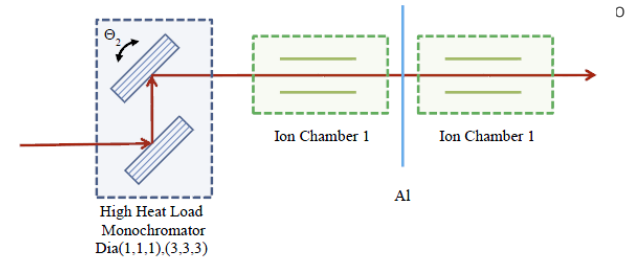 Θ2
Ion Chamber 1
Ion Chamber 1
Al
High Heat Load
Monochromator
Dia(1,1,1),(3,3,3)